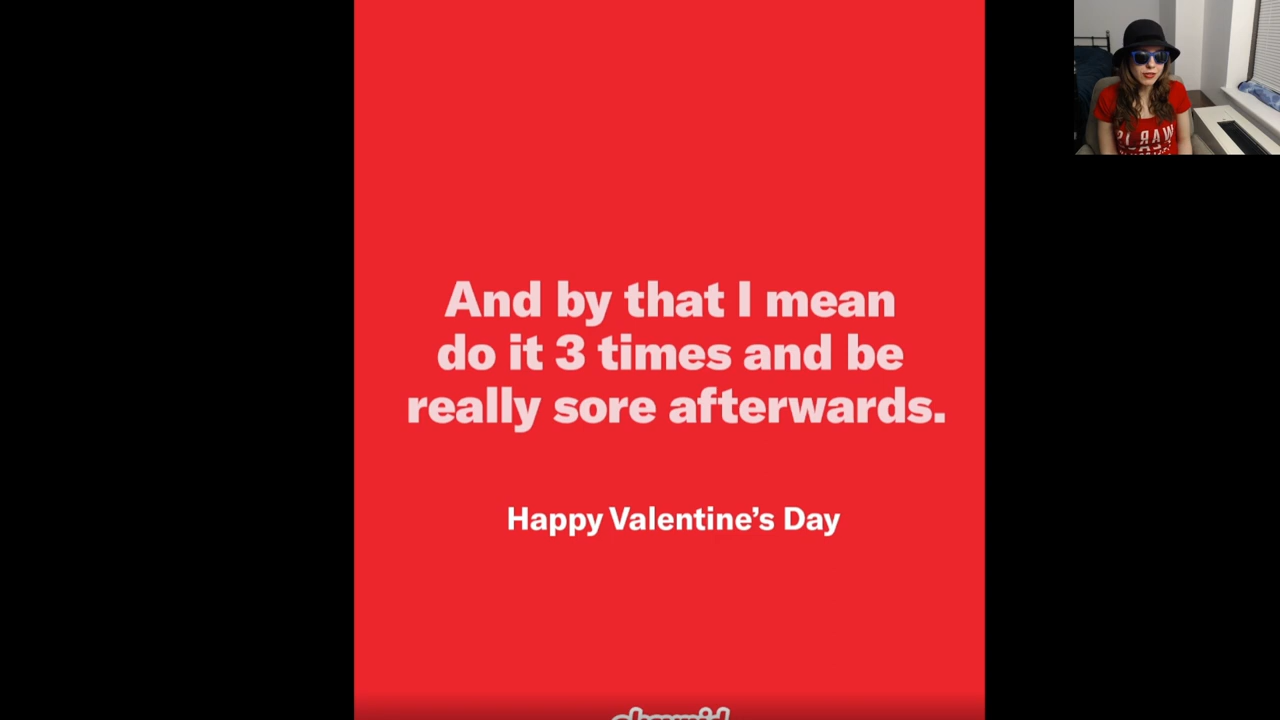 And by that I mean
do it 3 times and be
really sore afterwards.
Happy Valentine’s Day